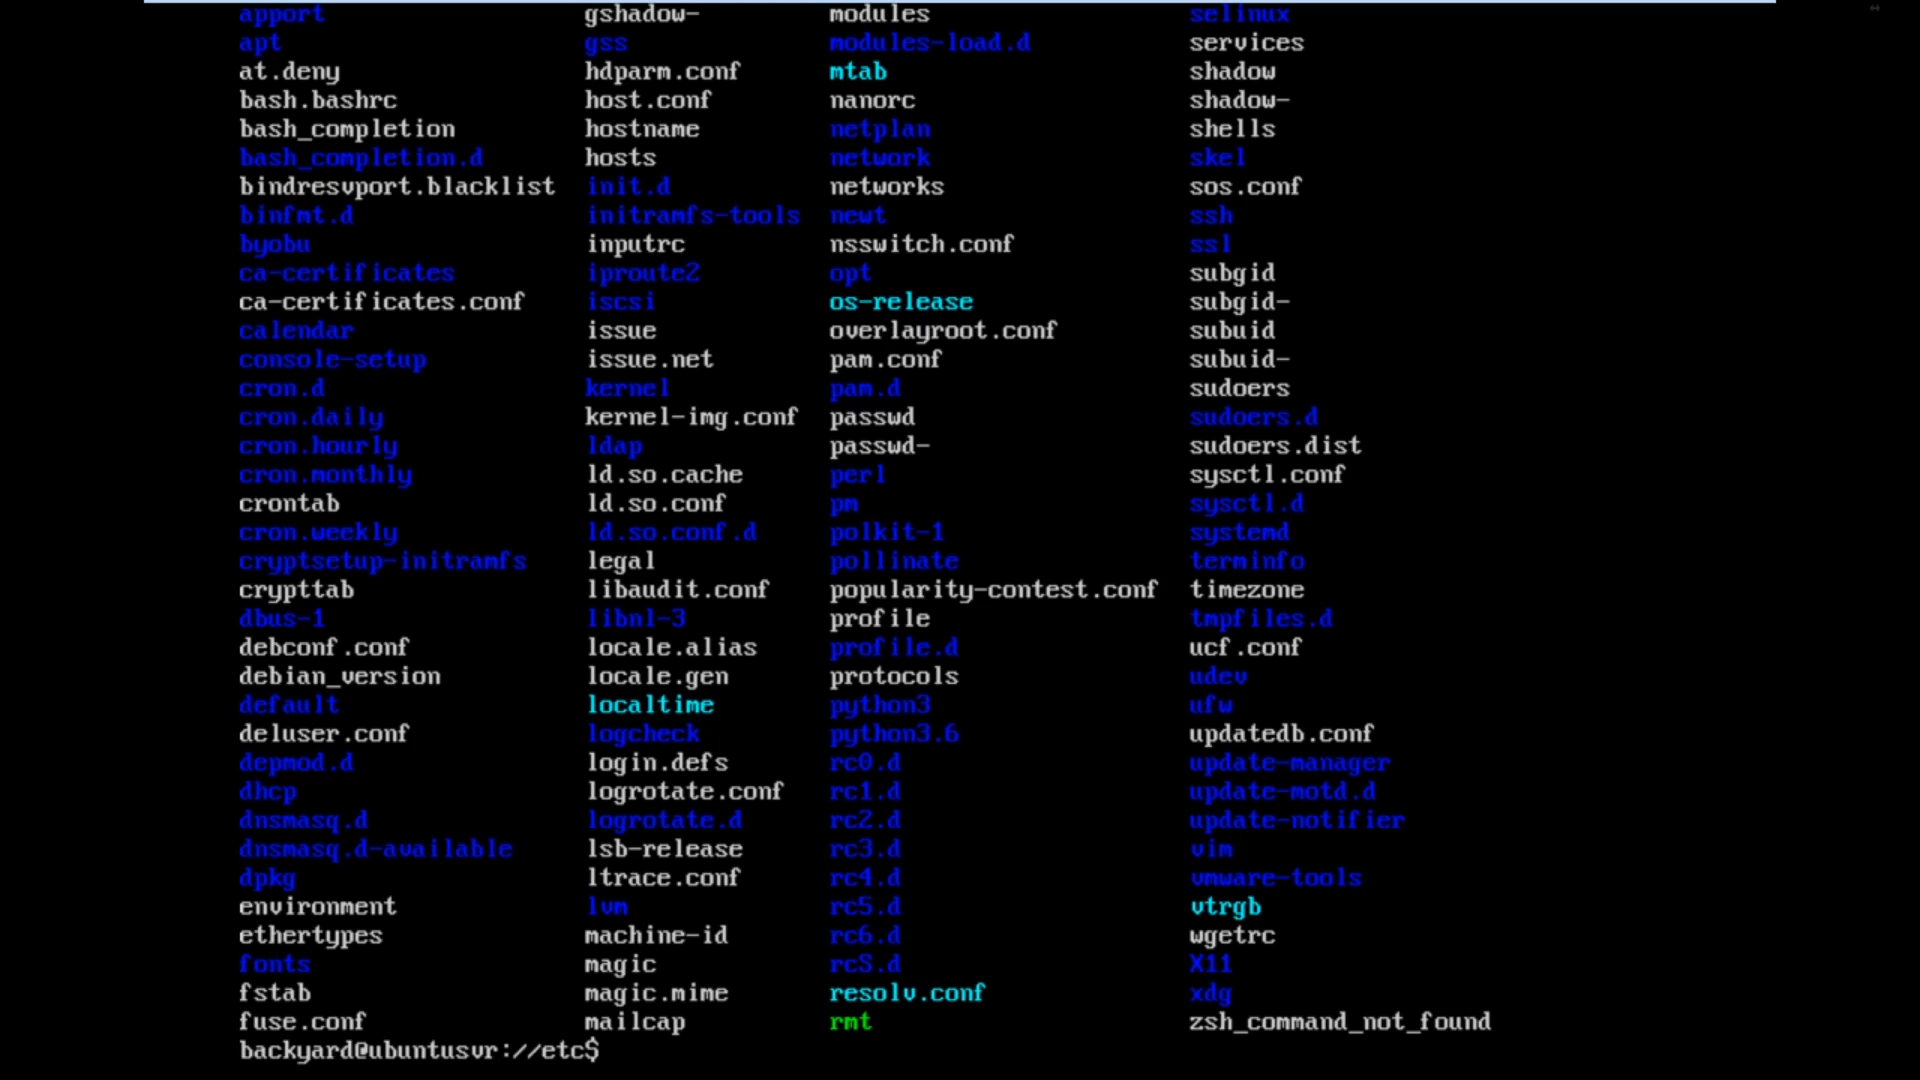 apport gshadow- modules selinux
apt gss modules-load.d services
at.deny hdparm.conf mtab shadow
bash.bashrc host.conf nanorc shadow-
bash_completion hostname netplan shells
bash_completion.d hosts network skel
bindresvport.blacklist init.d networks sos.conf
binfmt.d initramfs-tools newt ssh
byobu inputrc nsswitch.conf ssl
ca-certificates iproute2 opt subgid
ca-certificates.conf iscsi os-release subgid-
calendar issue overlayroot.conf subuid
console-setup issue.net pam.conf subuid-
cron.d kernel pam.d sudoers
cron.daily kernel-img.conf passwd sudoers.d
cron.hourly ldap passwd- sudoers.dist
cron.monthly ld.so.cache perl sysctl.conf
crontab ld.so.conf pm sysctl.d
cron.weekly ld.so.conf.d polkit-1 systemd
cryptsetup-initramfs legal pollinate terminfo
crypttab libaudit.conf popularity-contest.conf timezone
dbus-1 libnl-3 profile tmpfiles.d
debconf.conf locale.alias profile.d ucf.conf
debian_version locale.gen protocols udev
default localtime python3 ufw
deluser.conf logcheck python3.6 updatedb.conf
depmod.d login.defs rc0.d update-manager
dhcp logrotate.conf rc1.d update-motd.d
dnsmasq.d logrotate.d rc2.d update-notifier
dnsmasq.d-available lsb-release rc3.d vim
dpkg ltrace.conf rc4.d vmware-tools
environment lvm rc5.d vtrgb
ethertypes machine-id rc6.d wgetrc
fonts magic rcS.d X11
fstab magic.mime resolv.conf xdg
fuse.conf mailcap rmt zsh_command_not_found
backyard@ubuntusvr://etc$